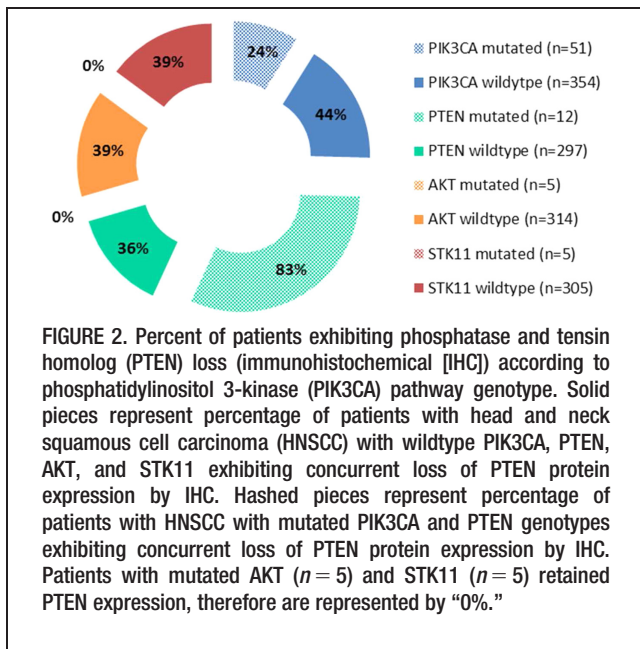 24%
44%
83%
36%
0%
39%
0%
39%
PIK3CA mutated (n=51)
PIK3CA wildytpe (n=354)
PTEN mutated (n=12)
PTEN wildtype (n=297)
AKT mutated (n=5)
AKT wildtype (n=314)
STK11 mutated (n=5)
STK11 wildtype (n=305)
FIGURE 2. Percent of patients exhibiting phosphatase and tensin
homolog (PTEN) loss (immunohistochemical [IHC]) according to
phosphatidylinositol 3-kinase (PIK3CA) pathway genotype. Solid
pieces represent percentage of patients with head and neck
squamous cell carcinoma (HNSCC) with wildtype PIK3CA, PTEN,
AKT, and STK11 exhibiting concurrent loss of PTEN protein
expression by IHC. Hashed pieces represent percentage of
patients with HNSCC with mutated PIK3CA and PTEN genotypes
exhibiting concurrent loss of PTEN protein expression by IHC.
Patients with mutated AKT (n = 5) and STK11 (n = 5) retained
PTEN expression, therefore are represented by “0%.”